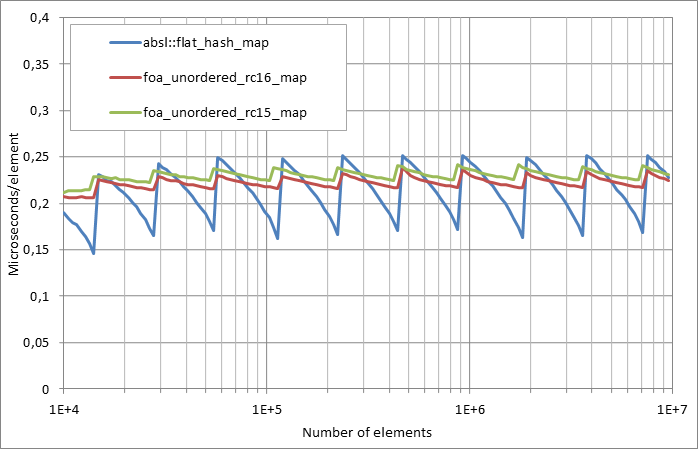 0,4
0,35
0,3
0,25
0,2
0,15
0,1
0,05
0
Microseconds/element
absl::flat_hash_map
foa_unordered_rc16_map
foa_unordered_rc15_map
1E+4 1E+5 1E+6 1E+7
Number of elements